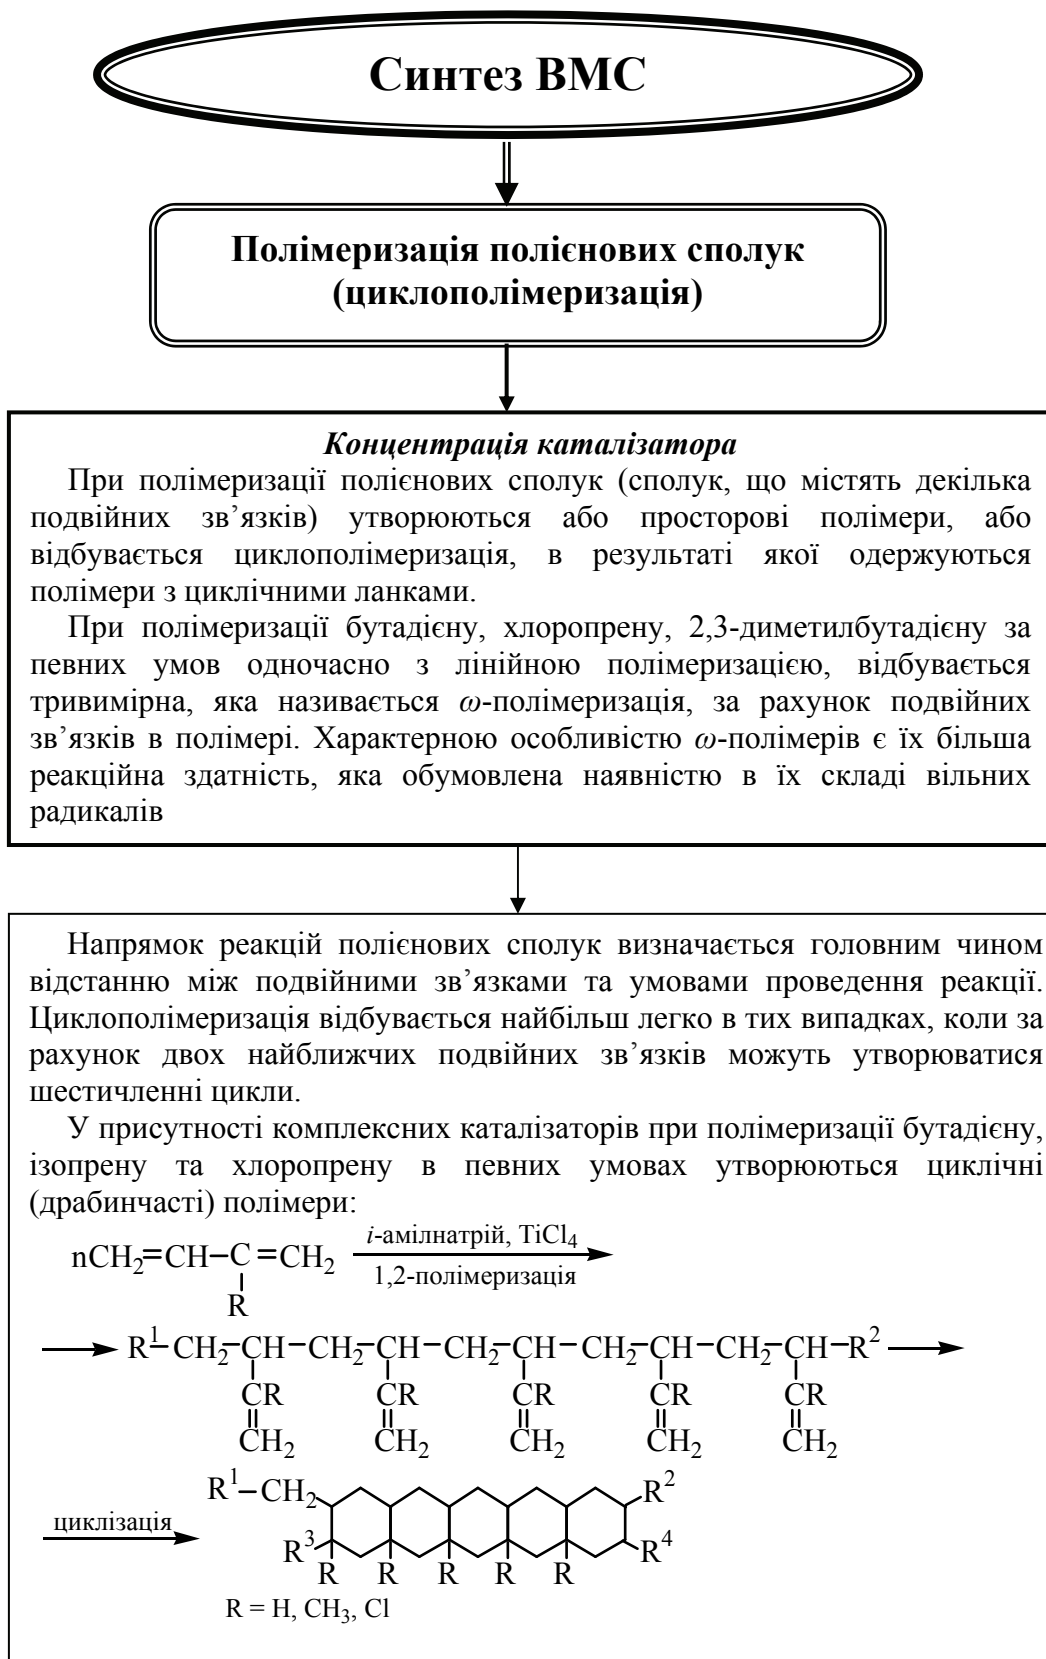 Синтез ВМС
Полімеризація полієнових сполук
(циклополімеризація)
Концентрація каталізатора
При полімеризації полієнових сполук (сполук, що містять декілька
подвійних зв’язків) утворюються або просторові полімери, або
відбувається циклополімеризація, в результаті якої одержуються
полімери з циклічними ланками.
При полімеризації бутадієну, хлоропрену, 2,3-диметилбутадієну за
певних умов одночасно з лінійною полімеризацією, відбувається
тривимірна, яка називається ω-полімеризація, за рахунок подвійних
зв’язків в полімері. Характерною особливістю ω-полімерів є їх більша
реакційна здатність, яка обумовлена наявністю в їх складі вільних
радикалів
Напрямок реакцій полієнових сполук визначається головним чином
відстанню між подвійними зв’язками та умовами проведення реакції.
Циклополімеризація відбувається найбільш легко в тих випадках, коли за
рахунок двох найближчих подвійних зв’язків можуть утворюватися
шестичленні цикли.
У присутності комплексних каталізаторів при полімеризації бутадієну,
ізопрену та хлоропрену в певних умовах утворюються циклічні
(драбинчасті) полімери:
i-амілнатрій, TiCl₄
nCH₂=CH–C=CH₂
1,2-полімеризація
R
R¹–CH₂–CH–CH₂–CH–CH₂–CH–CH₂–CH–CH₂–CH–R²
CR CR CR CR CR
CH₂ CH₂ CH₂ CH₂ CH₂
R¹–CH₂ R²
циклізація
R³ R⁴
R R R R R
R = H, CH₃, Cl